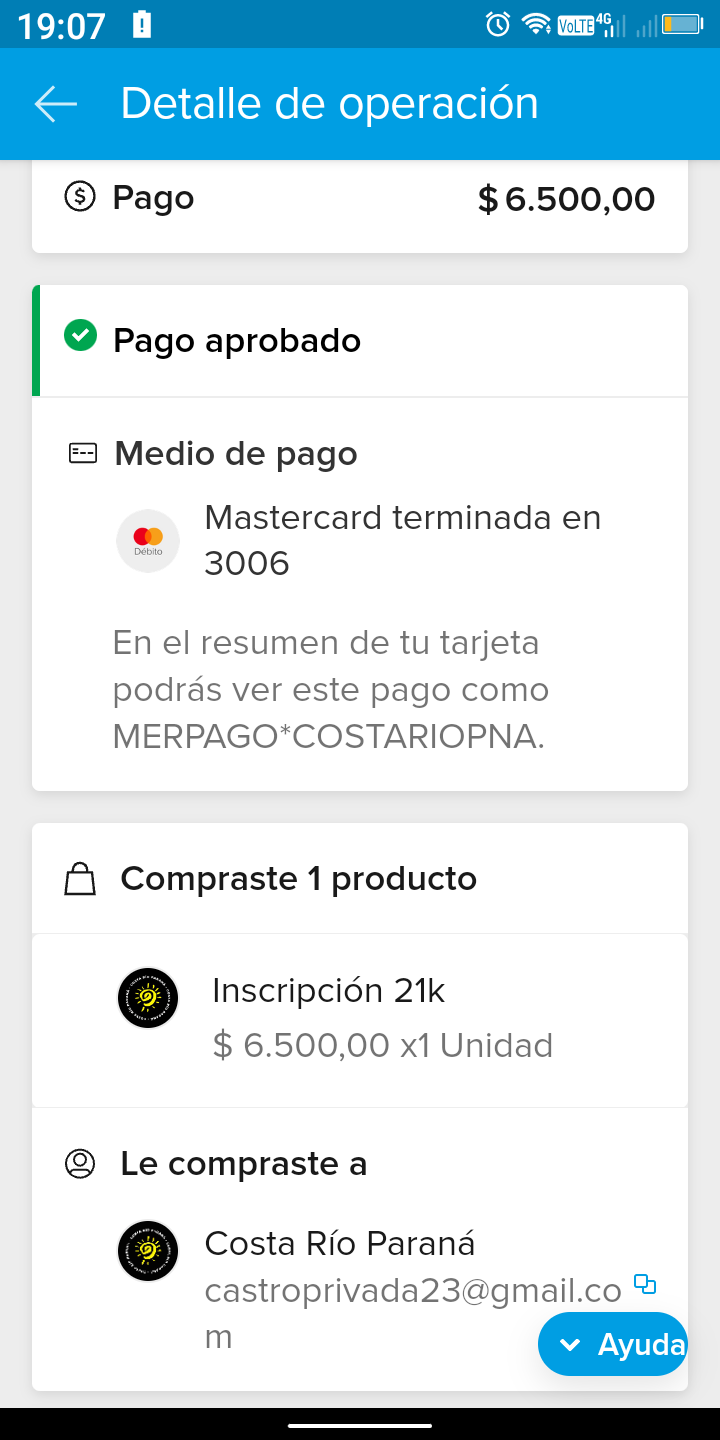 19:07
VoLTE 4G
Detalle de operación
Pago $ 6.500,00
Pago aprobado
Medio de pago
Mastercard terminada en
3006
Débito
En el resumen de tu tarjeta
podrás ver este pago como
MERPAGO*COSTARIOPNA.
Compraste 1 producto
Inscripción 21k
$ 6.500,00 x1 Unidad
Le compraste a
Costa Río Paraná
castroprivada23@gmail.co
m
Ayuda